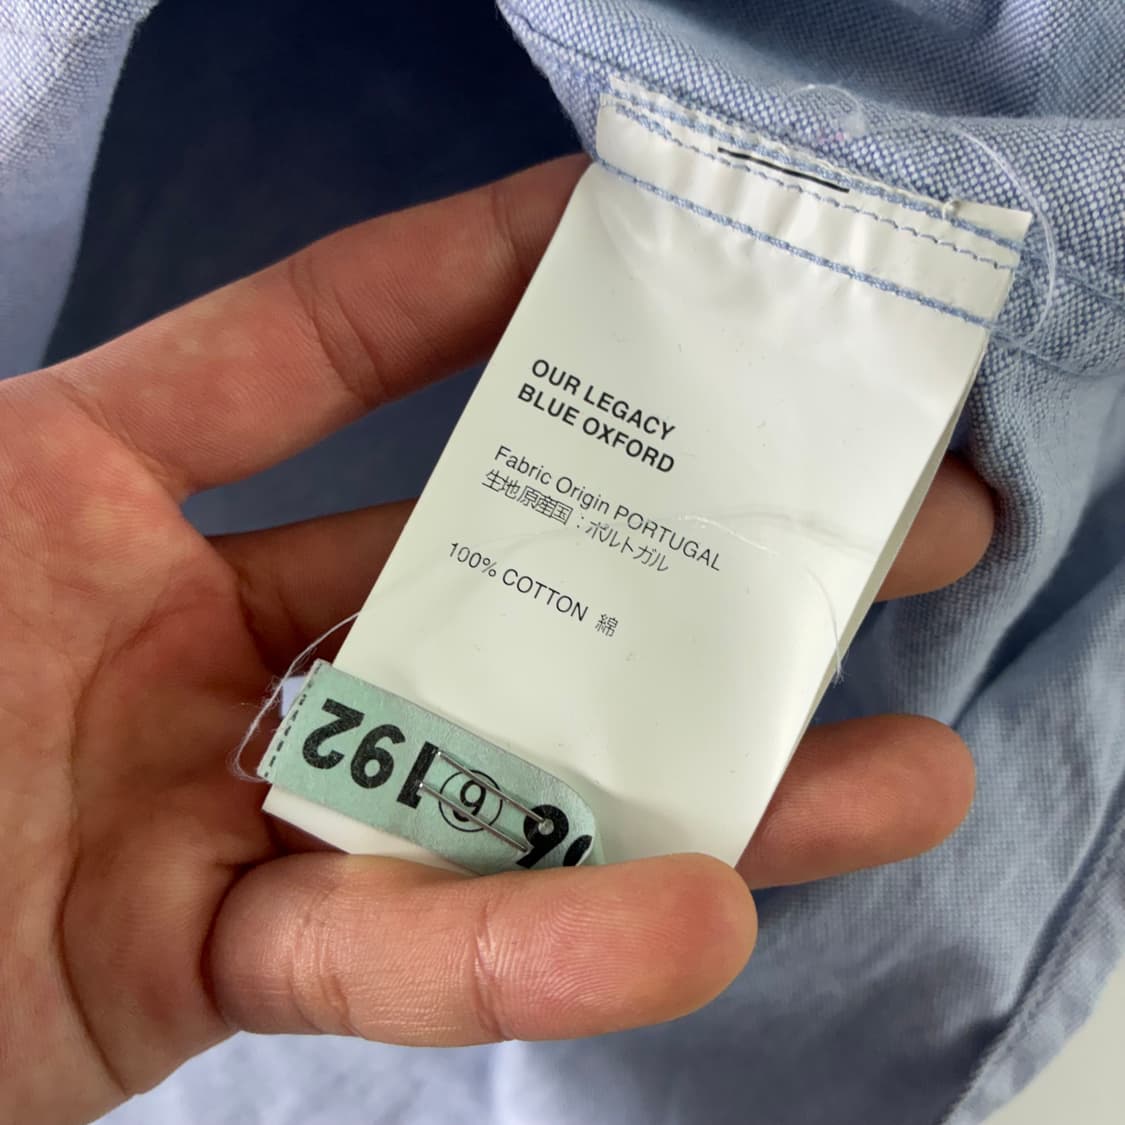 OUR LEGACY
BLUE OXFORD
Fabric Origin PORTUGAL
生地原産国：ポルトガル
100% COTTON 綿
192